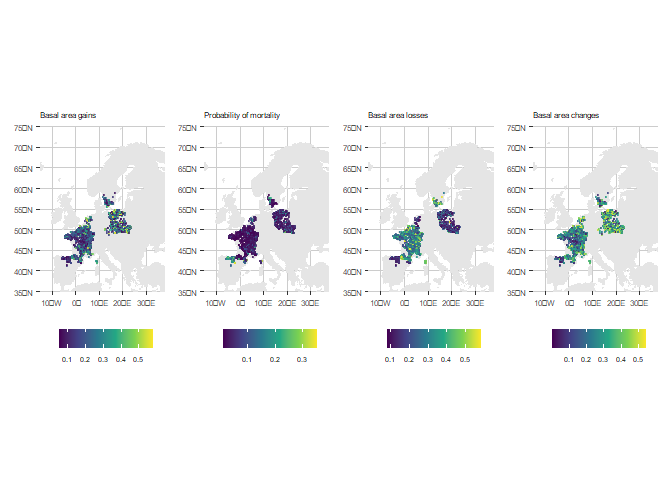 Basal area gains
75□N
70□N
65□N
60□N
55□N
50□N
45□N
40□N
35□N
10□W 0□ 10□E 20□E 30□E
0.1 0.2 0.3 0.4 0.5
Probability of mortality
75□N
70□N
65□N
60□N
55□N
50□N
45□N
40□N
35□N
10□W 0□ 10□E 20□E 30□E
0.1 0.2 0.3
Basal area losses
75□N
70□N
65□N
60□N
55□N
50□N
45□N
40□N
35□N
10□W 0□ 10□E 20□E 30□E
0.1 0.2 0.3 0.4 0.5
Basal area changes
75□N
70□N
65□N
60□N
55□N
50□N
45□N
40□N
35□N
10□W 0□ 10□E 20□E 30□E
0.1 0.2 0.3 0.4 0.5